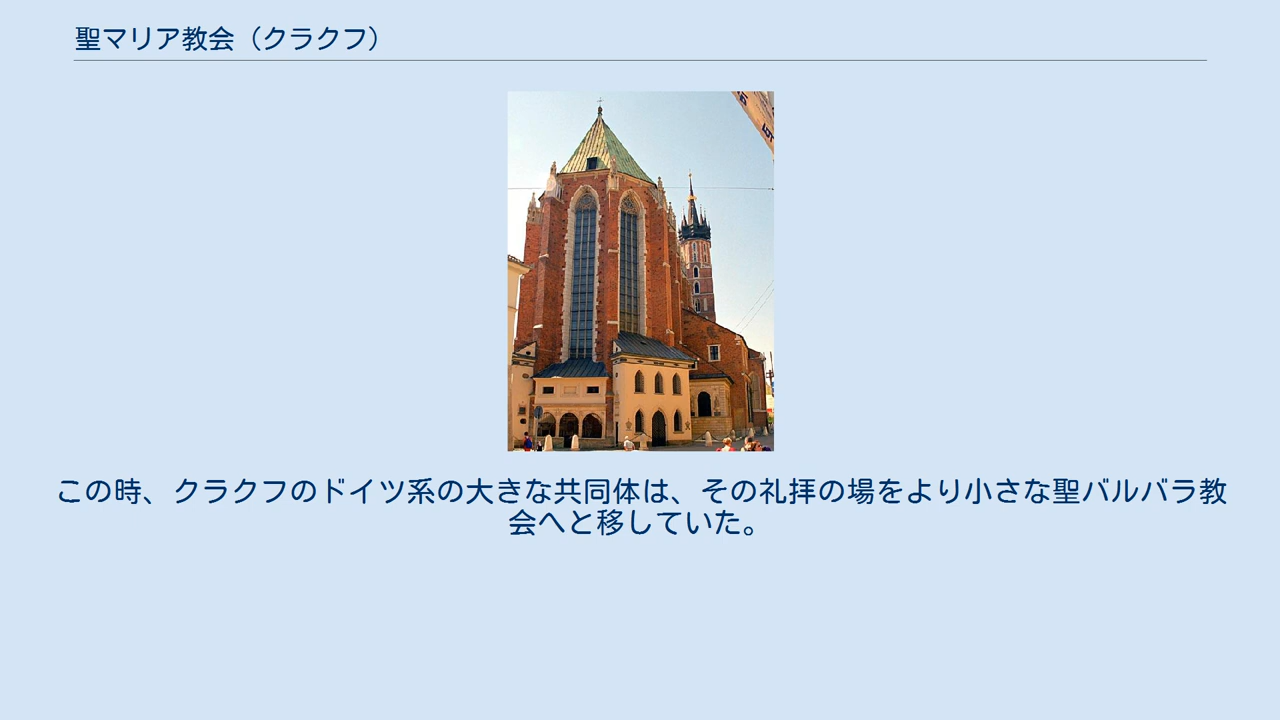 聖マリア教会（クラクフ）
この時、クラクフのドイツ系の大きな共同体は、その礼拝の場をより小さな聖バルバラ教
会へと移していた。